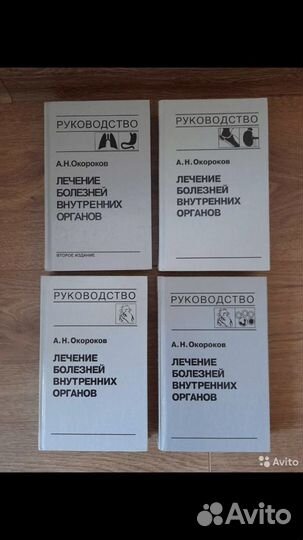 РУКОВОДСТВО
А.Н.Окороков
ЛЕЧЕНИЕ
БОЛЕЗНЕЙ
ВНУТРЕННИХ
ОРГАНОВ
ВТОРОЕ ИЗДАНИЕ
РУКОВОДСТВО
А.Н.Окороков
ЛЕЧЕНИЕ
БОЛЕЗНЕЙ
ВНУТРЕННИХ
ОРГАНОВ
РУКОВОДСТВО
А.Н.Окороков
ЛЕЧЕНИЕ
БОЛЕЗНЕЙ
ВНУТРЕННИХ
ОРГАНОВ
РУКОВОДСТВО
А.Н.Окороков
ЛЕЧЕНИЕ
БОЛЕЗНЕЙ
ВНУТРЕННИХ
ОРГАНОВ
Avito
Avito